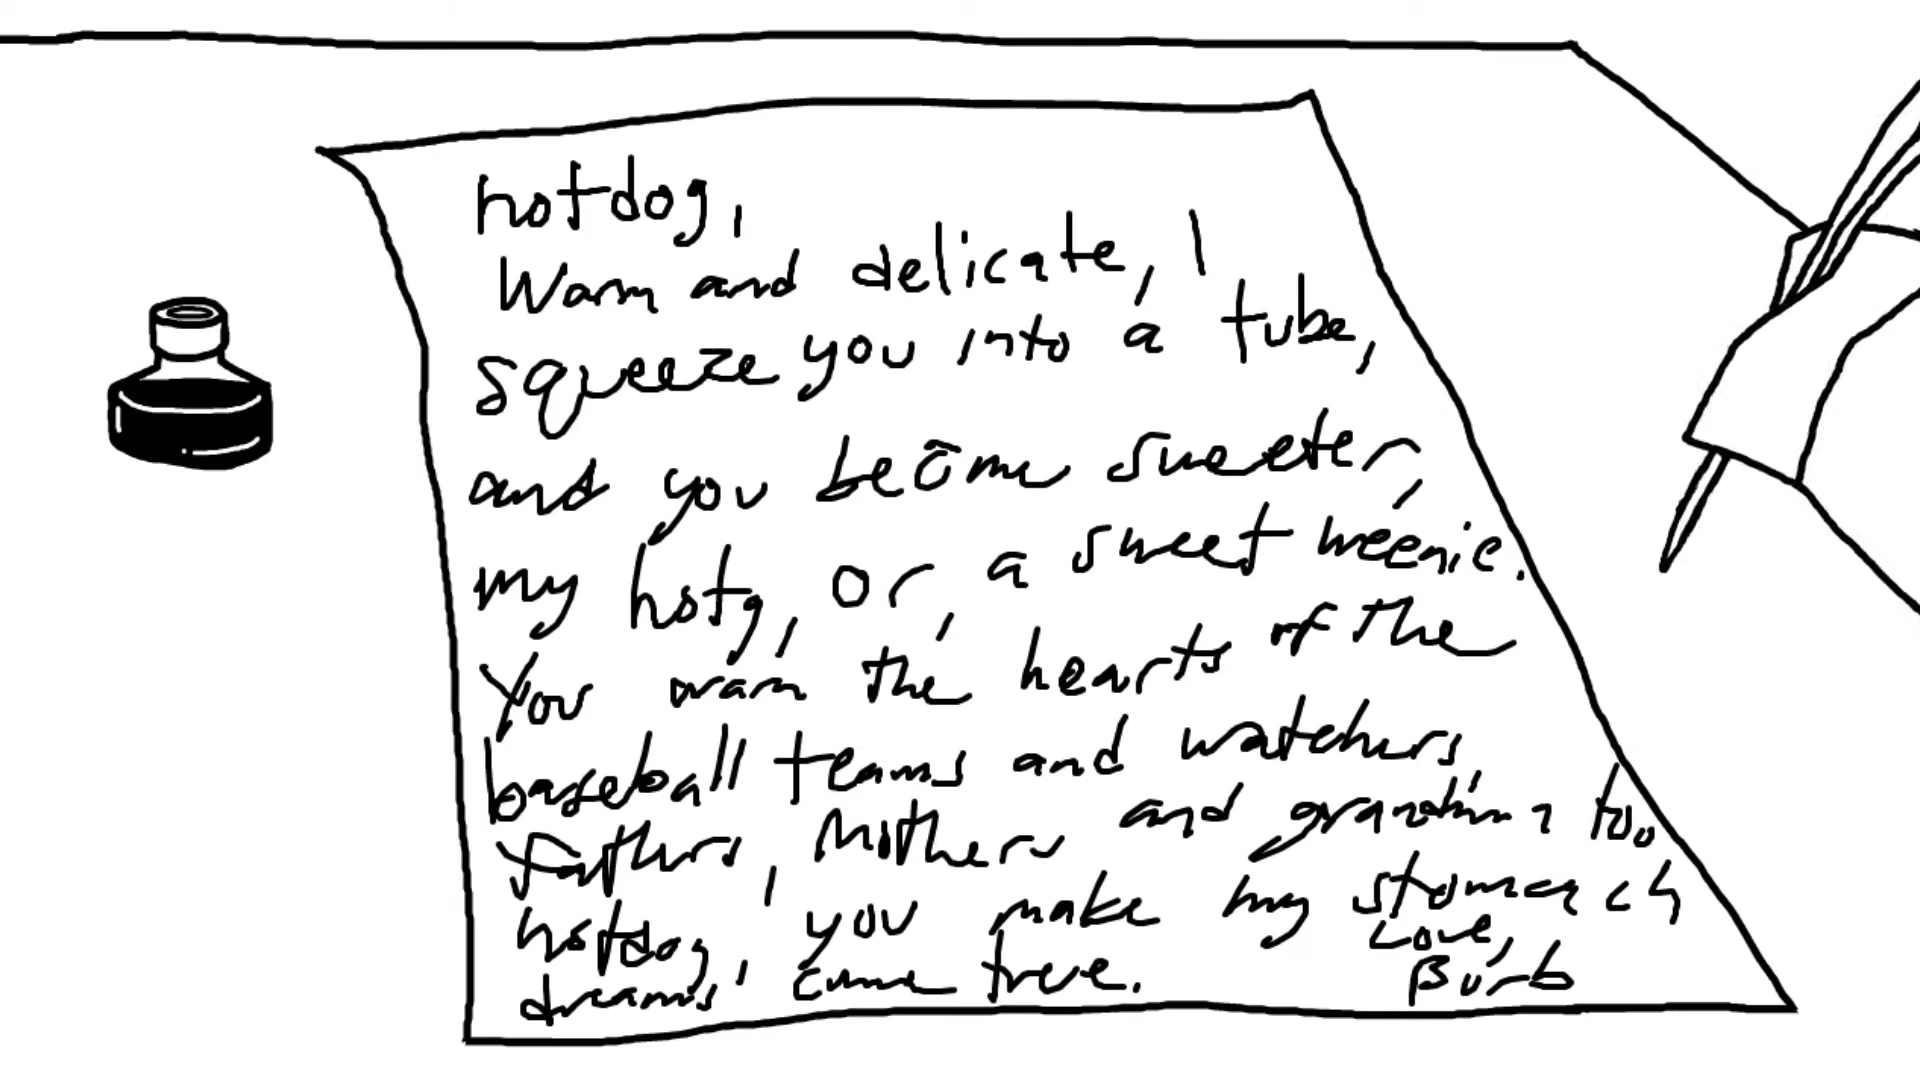 hotdog,
Warm and delicate, I
squeeze you into a tube,
and you become sweeter,
my hotg, or, a sweet weenie.
You warm the hearts of the
baseball teams and watchers,
fathers, Mothers and grandma too
hotdog, you make my stomach
dreams come true.
Love,
Burb